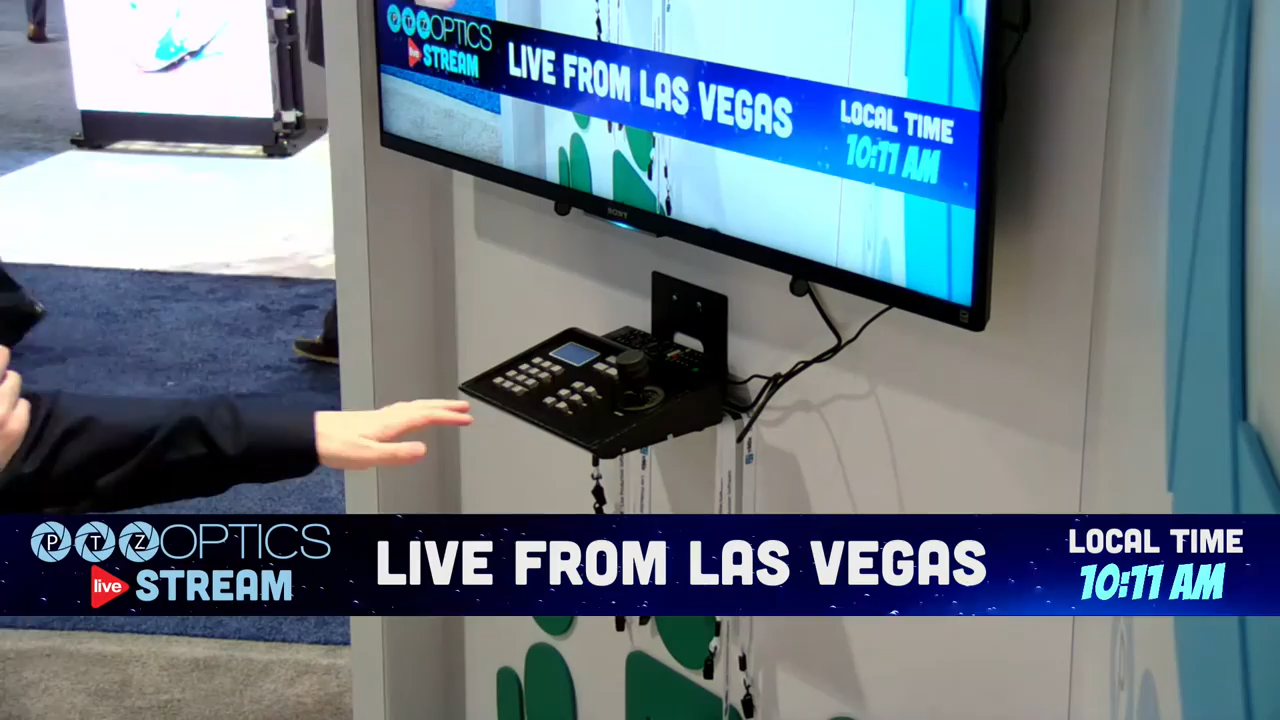 PTZOPTICS
live STREAM
LIVE FROM LAS VEGAS
LOCAL TIME
10:11 AM
SONY
PTZOPTICS
live STREAM
LIVE FROM LAS VEGAS
LOCAL TIME
10:11 AM